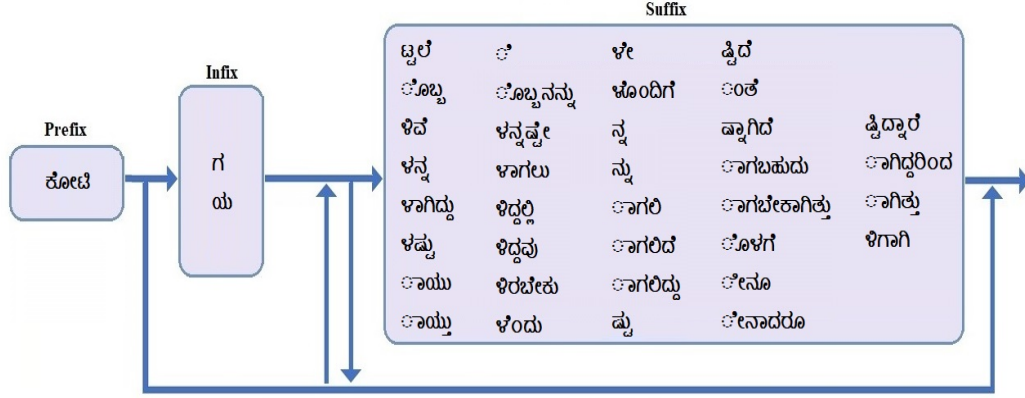 Suffix
Infix
Prefix
ಕೋಟಿ
ಗ
ಯ
ಟ್ಟಲೆ ಿ ಳೇ ಷ್ಟಿದೆ
ೊಬ್ಬ ೊಬ್ಬನನ್ನು ಳೊಂದಿಗೆ ಂತೆ
ಳಿವೆ ಳನ್ನಷ್ಟೇ ನ್ನ ಷ್ಟಾಗಿದೆ ಷ್ಟಿದ್ದಾರೆ
ಳನ್ನ ಳಾಗಲು ನ್ನು ಾಗಬಹುದು ಾಗಿದ್ದರಿಂದ
ಳಾಗಿದ್ದು ಳಿದ್ದಲ್ಲಿ ಾಗಲಿ ಾಗಬೇಕಾಗಿತ್ತು ಾಗಿತ್ತು
ಳಷ್ಟು ಳಿದ್ದವು ಾಗಲಿದೆ ೊಳಗೆ ಳಿಗಾಗಿ
ಾಯು ಳಿರಬೇಕು ಾಗಲಿದ್ದು ೇನೂ
ಾಯ್ತು ಳೆಂದು ಷ್ಟು ೇನಾದರೂ